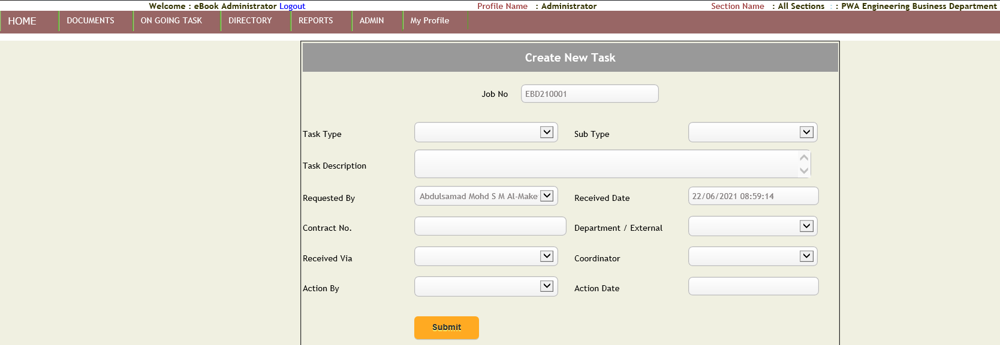 Welcome : eBook Administrator Logout Profile Name : Administrator Section Name : All Sections : : PWA Engineering Business Department
HOME DOCUMENTS ON GOING TASK DIRECTORY REPORTS ADMIN My Profile
Create New Task
Job No EBD210001
Task Type Sub Type
Task Description
Requested By Abdulsamad Mohd S M Al-Make Received Date 22/06/2021 08:59:14
Contract No. Department / External
Received Via Coordinator
Action By Action Date
Submit